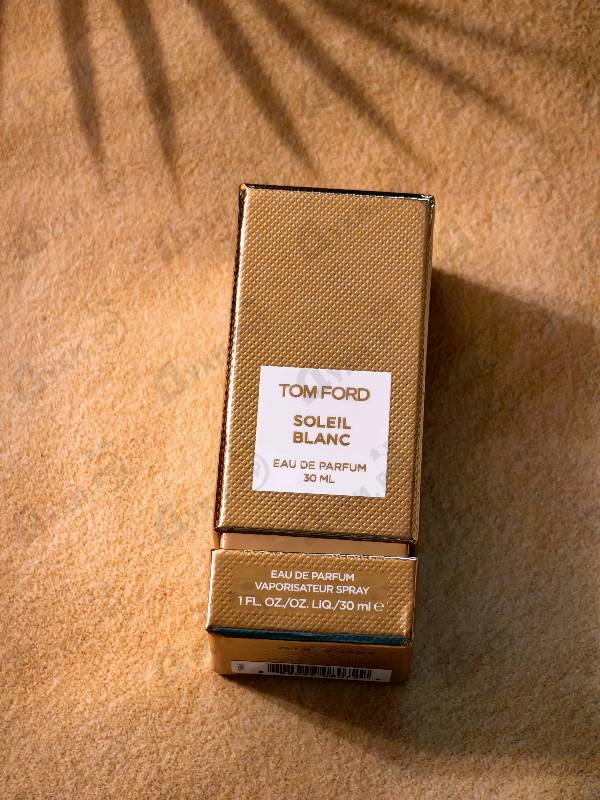 TOM FORD
SOLEIL
BLANC
EAU DE PARFUM
30 ML
EAU DE PARFUM
VAPORISATEUR SPRAY
1 FL. OZ./OZ. LIQ./30 ml ℮